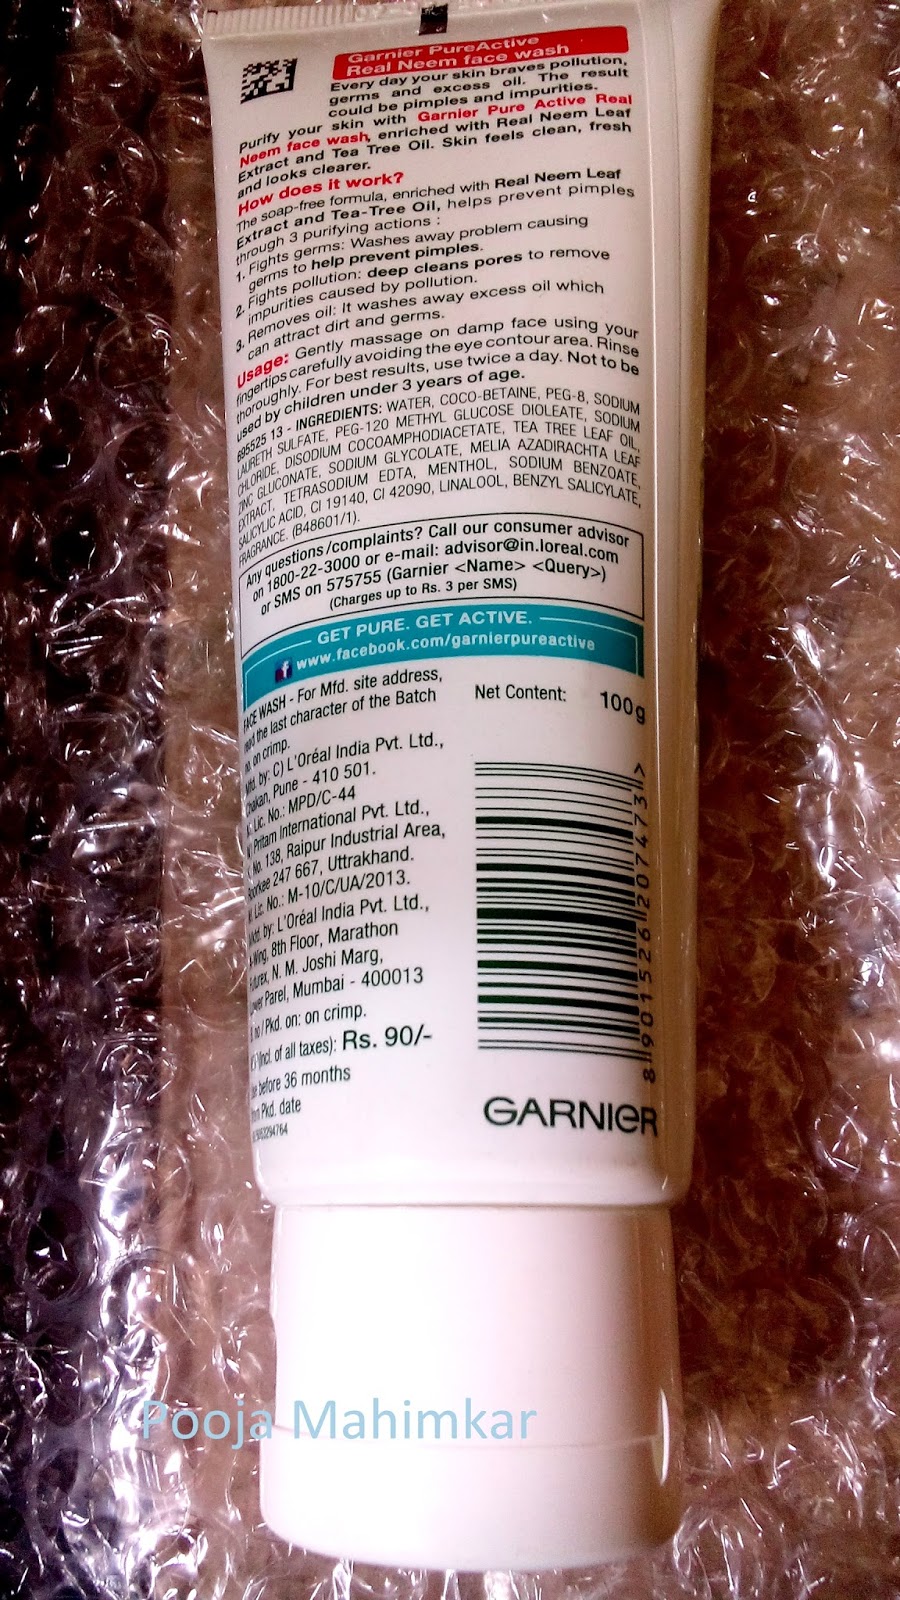 Garnier PureActive
Real Neem face wash
Every day your skin braves pollution,
germs and excess oil. The result
could be pimples and impurities.
Purify your skin with Garnier Pure Active Real
Neem face wash, enriched with Real Neem Leaf
Extract and Tea Tree Oil. Skin feels clean, fresh
and looks clearer.
How does it work?
The soap-free formula, enriched with Real Neem Leaf
Extract and Tea-Tree Oil, helps prevent pimples
through 3 purifying actions :
1. Fights germs: Washes away problem causing
germs to help prevent pimples.
2. Fights pollution: deep cleans pores to remove
impurities caused by pollution.
3. Removes oil: It washes away excess oil which
can attract dirt and germs.
Usage: Gently massage on damp face using your
fingertips carefully avoiding the eye contour area. Rinse
thoroughly. For best results, use twice a day. Not to be
used by children under 3 years of age.
695525 13 - INGREDIENTS: WATER, COCO-BETAINE, PEG-8, SODIUM
LAURETH SULFATE, PEG-120 METHYL GLUCOSE DIOLEATE, SODIUM
CHLORIDE, DISODIUM COCOAMPHODIACETATE, TEA TREE LEAF OIL,
ZINC GLUCONATE, SODIUM GLYCOLATE, MELIA AZADIRACHTA LEAF
EXTRACT, TETRASODIUM EDTA, MENTHOL, SODIUM BENZOATE,
SALICYLIC ACID, CI 19140, CI 42090, LINALOOL, BENZYL SALICYLATE,
FRAGRANCE. (B48601/1).
Any questions/complaints? Call our consumer advisor
on 1800-22-3000 or e-mail: advisor@in.loreal.com
or SMS on 575755 (Garnier <Name> <Query>)
(Charges up to Rs. 3 per SMS)
GET PURE. GET ACTIVE.
f www.facebook.com/garnierpureactive
FACE WASH - For Mfd. site address,
read the last character of the Batch
no. on crimp.
Mfd. by: C) L'Oréal India Pvt. Ltd.,
Chakan, Pune - 410 501.
Lic. No.: MPD/C-44
Pritam International Pvt. Ltd.,
No. 138, Raipur Industrial Area,
Roorkee 247 667, Uttrakhand.
Lic. No.: M-10/C/UA/2013.
by: L'Oréal India Pvt. Ltd.,
8th Floor, Marathon
N. M. Joshi Marg,
Parel, Mumbai - 400013
no/Pkd. on: on crimp.
(Incl. of all taxes): Rs. 90/-
before 36 months
Pkd. date
Net Content: 100g
8 901526 207473 >
GARNIER
Pooja Mahimkar